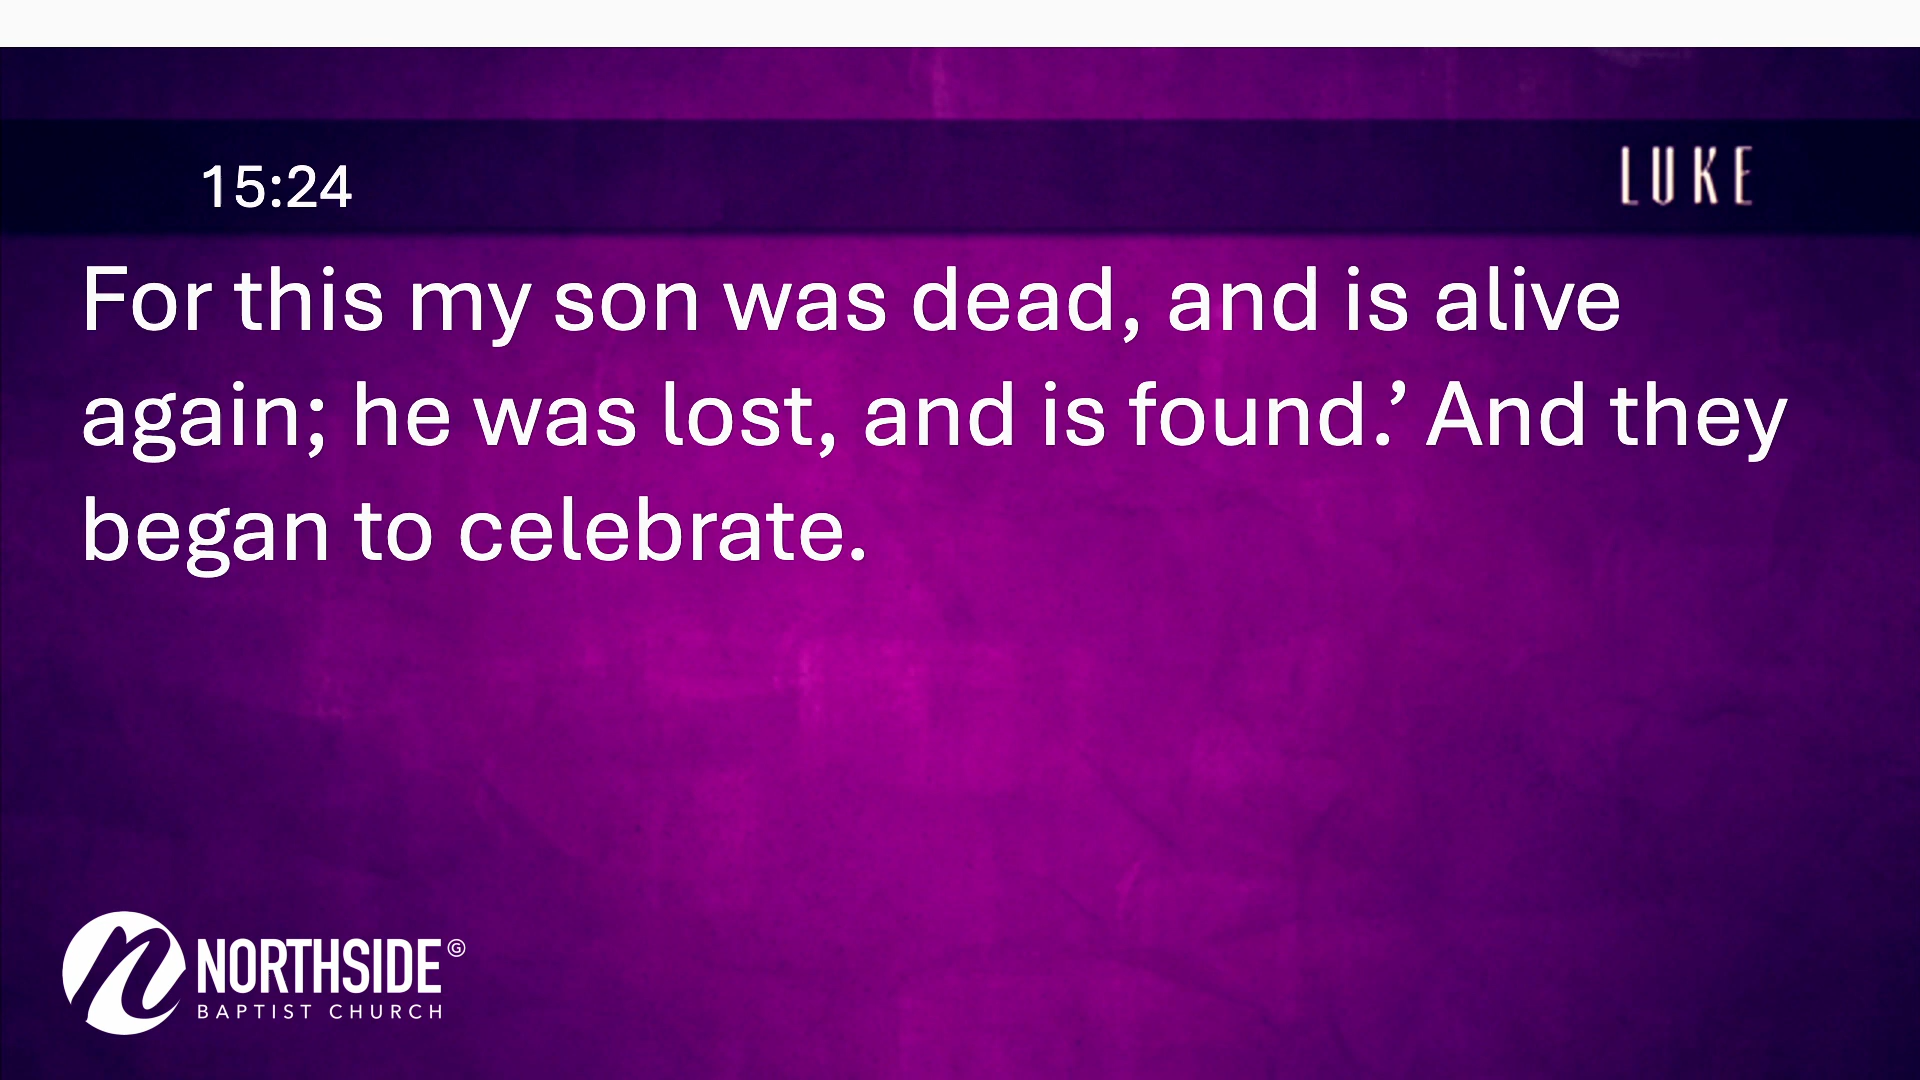 15:24
LUKE
For this my son was dead, and is alive
again; he was lost, and is found.’ And they
began to celebrate.
n NORTHSIDE G
BAPTIST CHURCH